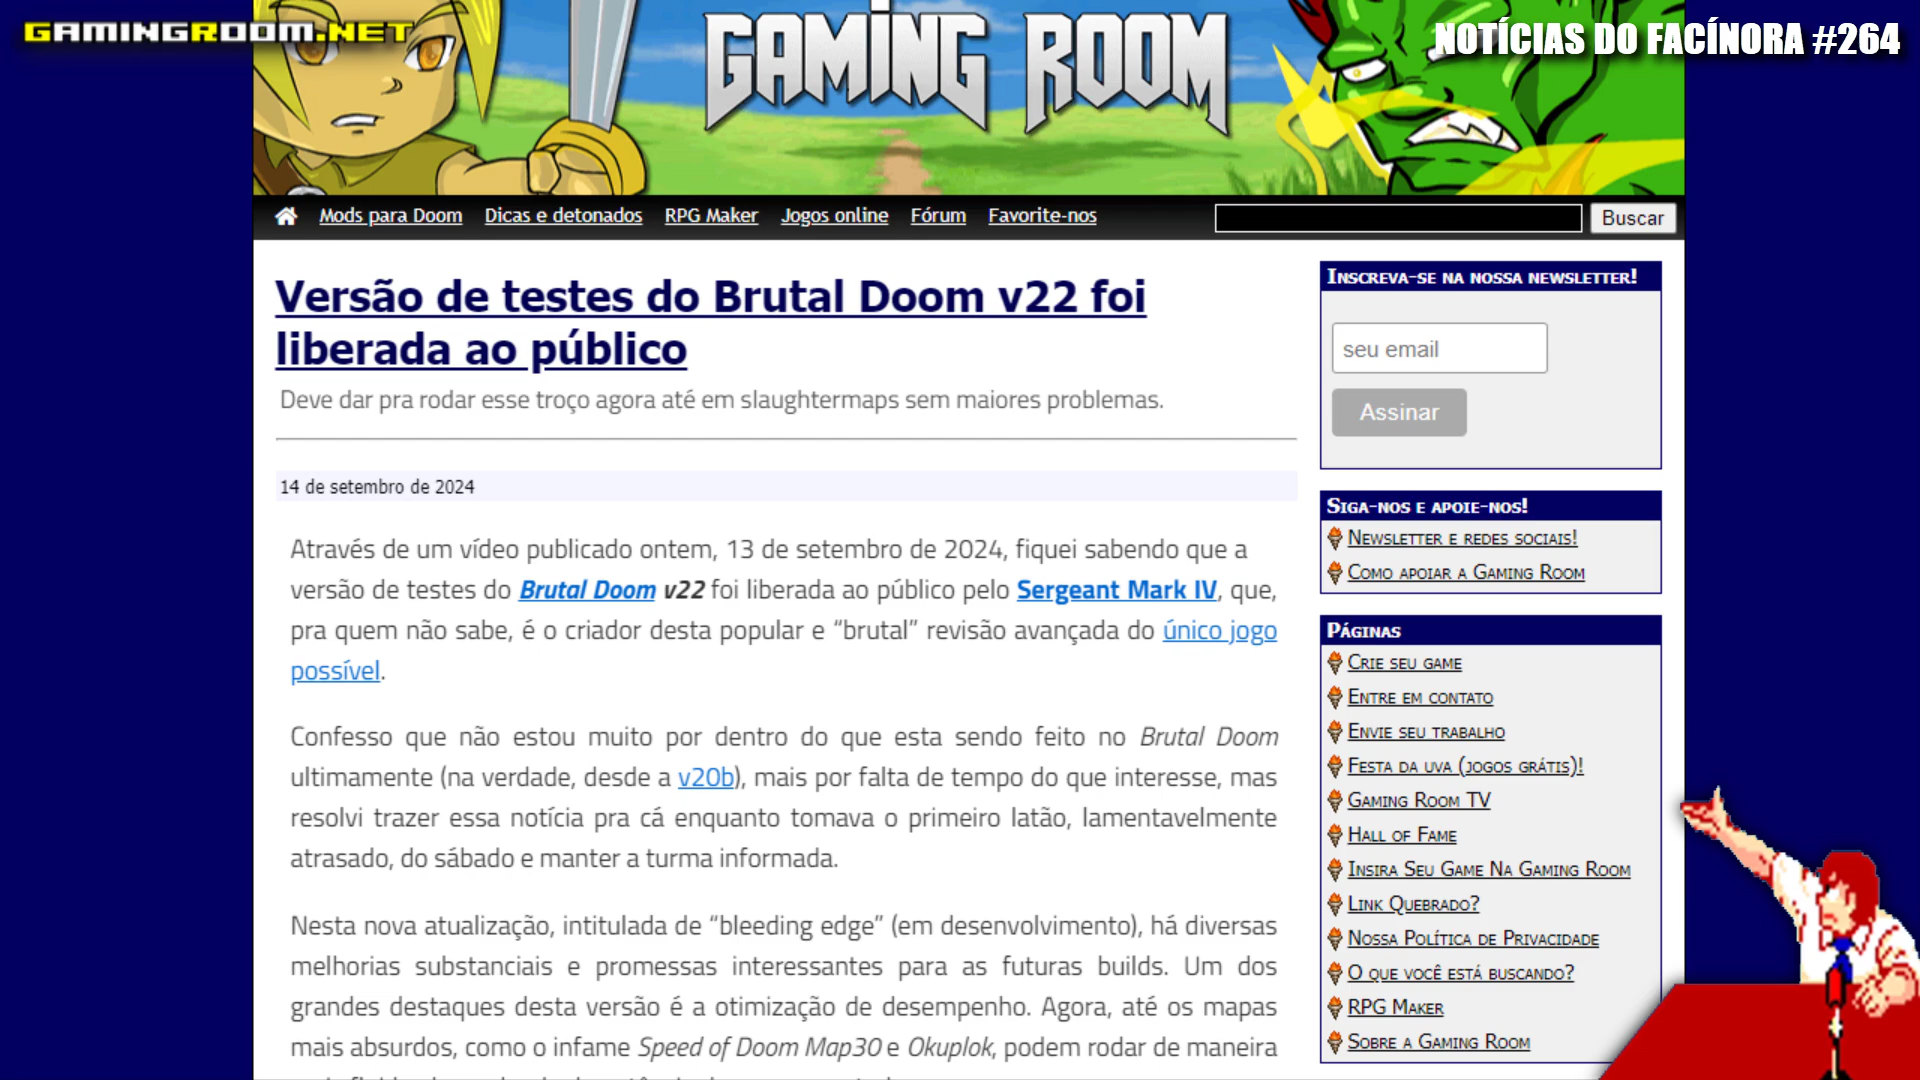 GAMINGROOM.NET
GAMING ROOM
NOTÍCIAS DO FACÍNORA #264
Mods para Doom Dicas e detonados RPG Maker Jogos online Fórum Favorite-nos
Buscar
Versão de testes do Brutal Doom v22 foi
liberada ao público
Deve dar pra rodar esse troço agora até em slaughtermaps sem maiores problemas.
14 de setembro de 2024
Através de um vídeo publicado ontem, 13 de setembro de 2024, fiquei sabendo que a
versão de testes do Brutal Doom v22 foi liberada ao público pelo Sergeant Mark IV, que,
pra quem não sabe, é o criador desta popular e “brutal” revisão avançada do único jogo
possível.
Confesso que não estou muito por dentro do que esta sendo feito no Brutal Doom
ultimamente (na verdade, desde a v20b), mais por falta de tempo do que interesse, mas
resolvi trazer essa notícia pra cá enquanto tomava o primeiro latão, lamentavelmente
atrasado, do sábado e manter a turma informada.
Nesta nova atualização, intitulada de “bleeding edge” (em desenvolvimento), há diversas
melhorias substanciais e promessas interessantes para as futuras builds. Um dos
grandes destaques desta versão é a otimização de desempenho. Agora, até os mapas
mais absurdos, como o infame Speed of Doom Map30 e Okuplok, podem rodar de maneira
Inscreva-se na nossa newsletter!
seu email
Assinar
Siga-nos e apoie-nos!
Newsletter e redes sociais!
Como apoiar a Gaming Room
Páginas
Crie seu game
Entre em contato
Envie seu trabalho
Festa da uva (jogos grátis)!
Gaming Room TV
Hall of Fame
Insira Seu Game Na Gaming Room
Link Quebrado?
Nossa Política de Privacidade
O que você está buscando?
RPG Maker
Sobre a Gaming Room